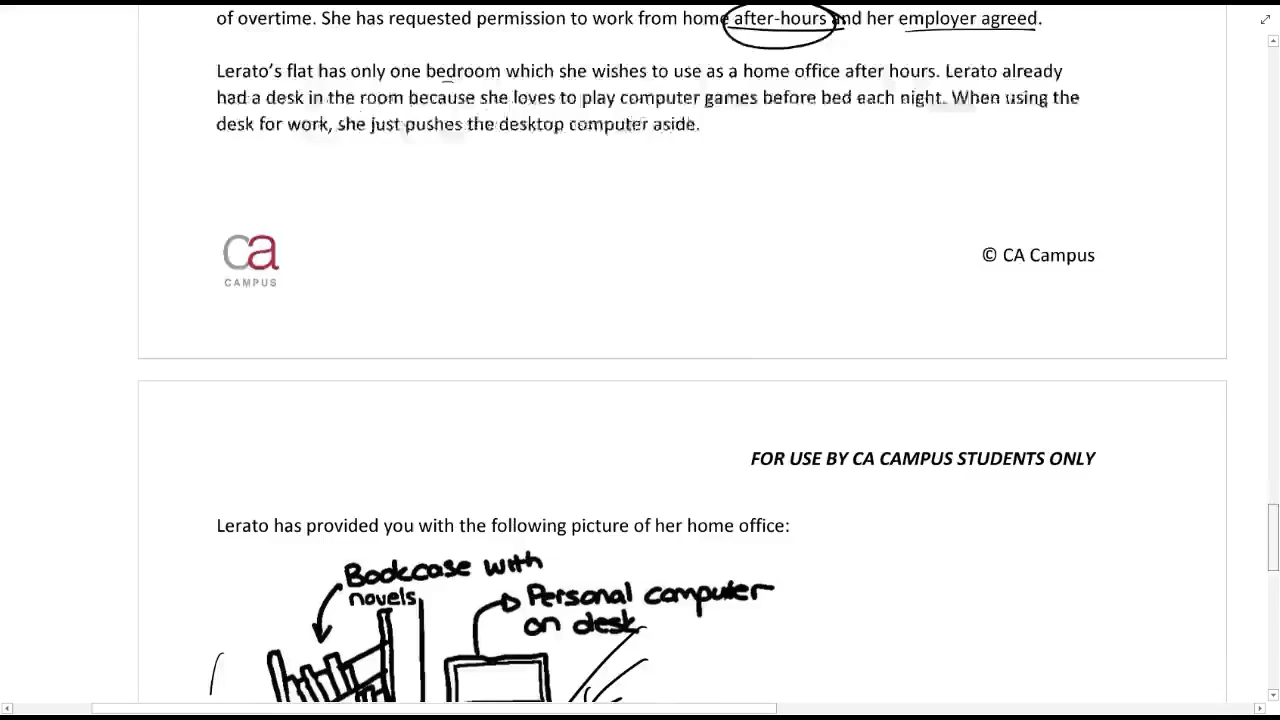 of overtime. She has requested permission to work from home after-hours and her employer agreed.
Lerato's flat has only one bedroom which she wishes to use as a home office after hours. Lerato already
had a desk in the room because she loves to play computer games before bed each night. When using the
desk for work, she just pushes the desktop computer aside.
ca
CAMPUS
© CA Campus
FOR USE BY CA CAMPUS STUDENTS ONLY
Lerato has provided you with the following picture of her home office:
Bookcase with
novels
Personal computer
on desk